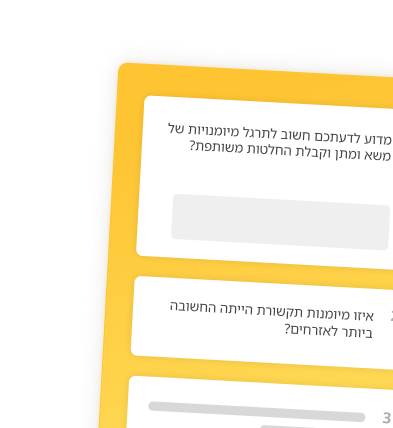 מדוע לדעתכם חשוב לתרגל מיומנויות של
משא ומתן וקבלת החלטות משותפת?
איזו מיומנות תקשורת הייתה החשובה
ביותר לאזרחים?
3